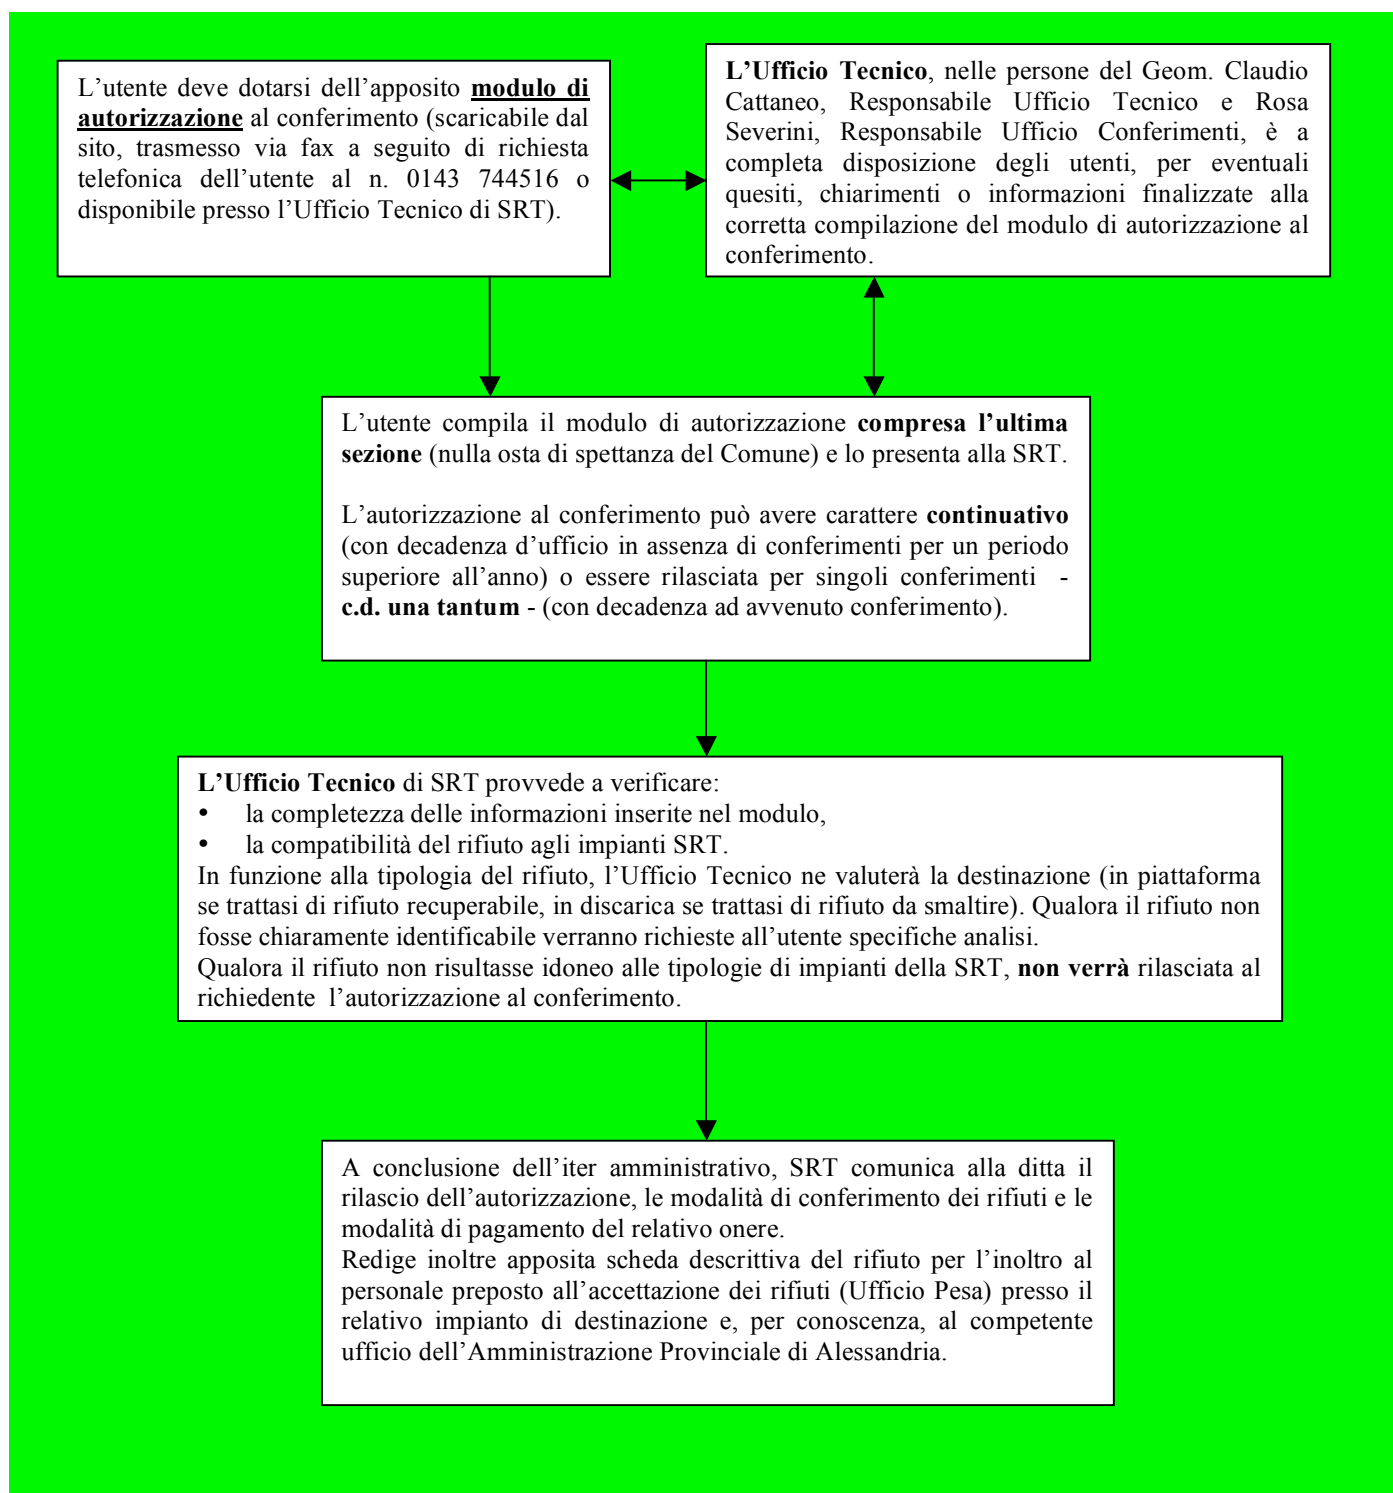 L’utente deve dotarsi dell’apposito modulo di
autorizzazione al conferimento (scaricabile dal
sito, trasmesso via fax a seguito di richiesta
telefonica dell’utente al n. 0143 744516 o
disponibile presso l’Ufficio Tecnico di SRT).
L’Ufficio Tecnico, nelle persone del Geom. Claudio
Cattaneo, Responsabile Ufficio Tecnico e Rosa
Severini, Responsabile Ufficio Conferimenti, è a
completa disposizione degli utenti, per eventuali
quesiti, chiarimenti o informazioni finalizzate alla
corretta compilazione del modulo di autorizzazione al
conferimento.
L’utente compila il modulo di autorizzazione compresa l’ultima
sezione (nulla osta di spettanza del Comune) e lo presenta alla SRT.
L’autorizzazione al conferimento può avere carattere continuativo
(con decadenza d’ufficio in assenza di conferimenti per un periodo
superiore all’anno) o essere rilasciata per singoli conferimenti -
c.d. una tantum - (con decadenza ad avvenuto conferimento).
L’Ufficio Tecnico di SRT provvede a verificare:
• la completezza delle informazioni inserite nel modulo,
• la compatibilità del rifiuto agli impianti SRT.
In funzione alla tipologia del rifiuto, l’Ufficio Tecnico ne valuterà la destinazione (in piattaforma
se trattasi di rifiuto recuperabile, in discarica se trattasi di rifiuto da smaltire). Qualora il rifiuto non
fosse chiaramente identificabile verranno richieste all’utente specifiche analisi.
Qualora il rifiuto non risultasse idoneo alle tipologie di impianti della SRT, non verrà rilasciata al
richiedente l’autorizzazione al conferimento.
A conclusione dell’iter amministrativo, SRT comunica alla ditta il
rilascio dell’autorizzazione, le modalità di conferimento dei rifiuti e le
modalità di pagamento del relativo onere.
Redige inoltre apposita scheda descrittiva del rifiuto per l’inoltro al
personale preposto all’accettazione dei rifiuti (Ufficio Pesa) presso il
relativo impianto di destinazione e, per conoscenza, al competente
ufficio dell’Amministrazione Provinciale di Alessandria.